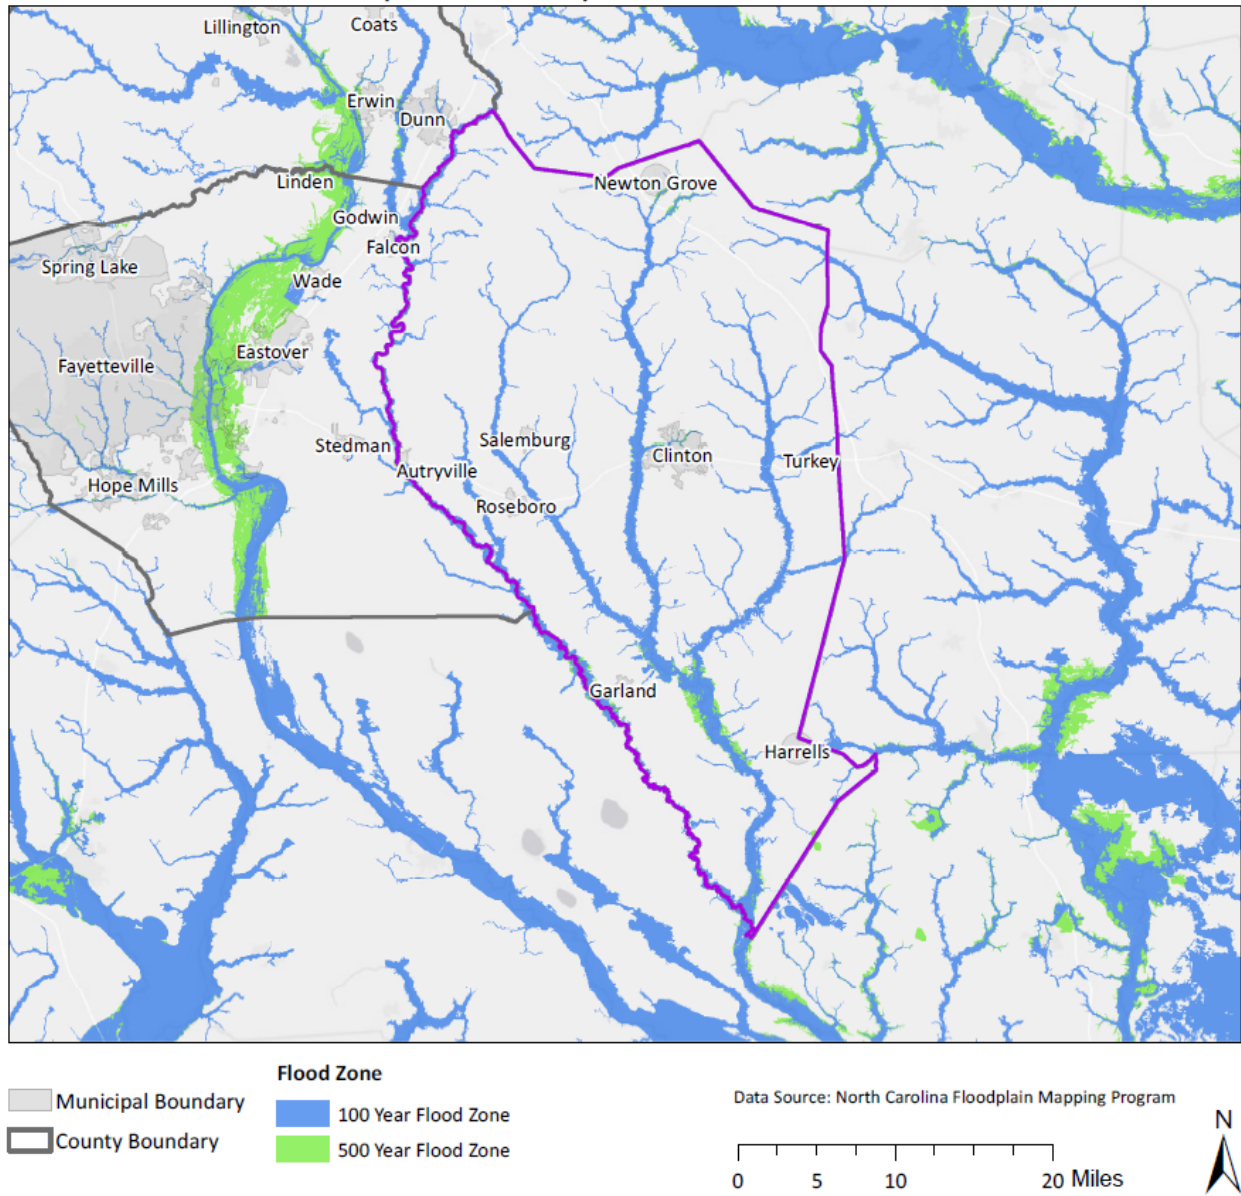 Lillington
Coats
Erwin
Dunn
Linden
Newton Grove
Godwin
Falcon
Spring Lake
Wade
Eastover
Fayetteville
Stedman
Salemburg
Clinton
Turkey
Autryville
Hope Mills
Roseboro
Garland
Harrells
Flood Zone
Municipal Boundary
County Boundary
100 Year Flood Zone
500 Year Flood Zone
Data Source: North Carolina Floodplain Mapping Program
N
0 5 10 20 Miles